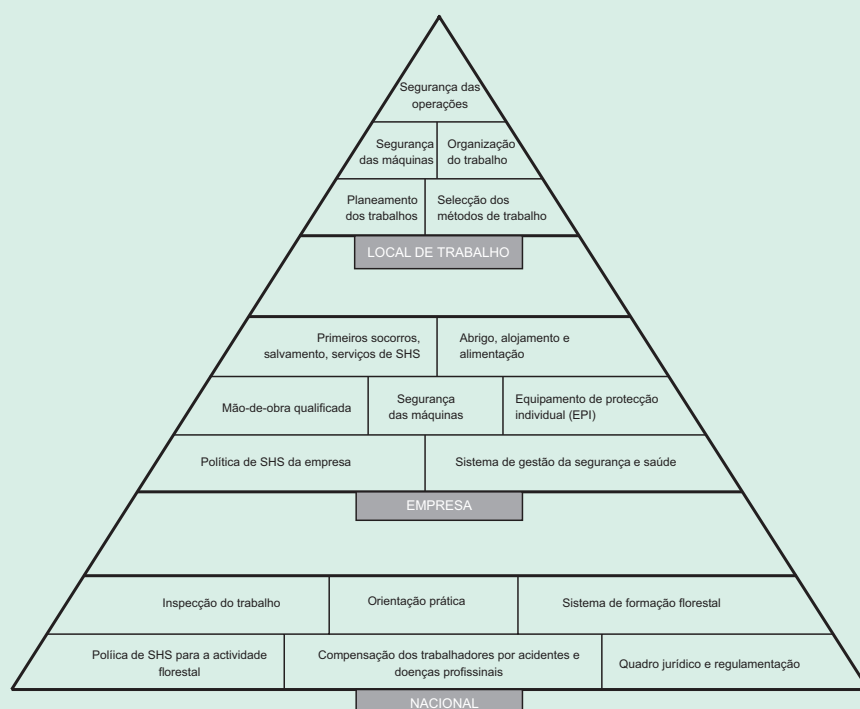 Segurança das
operações
Segurança
das máquinas
Organização
do trabalho
Planeamento
dos trabalhos
Selecção dos
métodos de trabalho
LOCAL DE TRABALHO
Primeiros socorros,
salvamento, serviços de SHS
Abrigo, alojamento e
alimentação
Mão-de-obra qualificada
Segurança
das máquinas
Equipamento de protecção
individual (EPI)
Política de SHS da empresa
Sistema de gestão da segurança e saúde
EMPRESA
Inspecção do trabalho
Orientação prática
Sistema de formação florestal
Políica de SHS para a actividade
florestal
Compensação dos trabalhadores por acidentes e
doenças profissinais
Quadro jurídico e regulamentação
NACIONAL